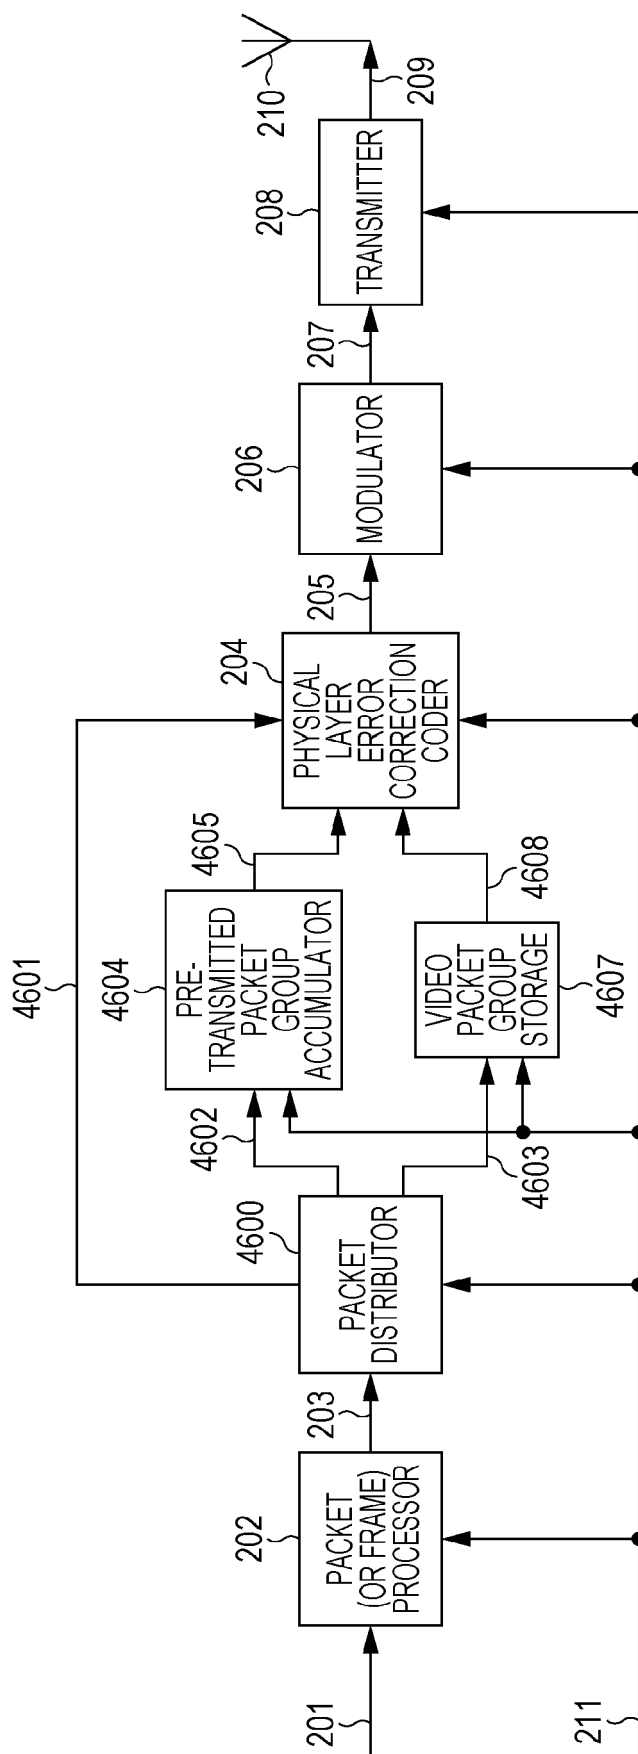 201
202
PACKET
(OR FRAME)
PROCESSOR
203
4600
PACKET
DISTRIBUTOR
4601
4602
4603
4604
PRE-
TRANSMITTED
PACKET
GROUP
ACCUMULATOR
4605
4607
VIDEO
PACKET
GROUP
STORAGE
4608
204
PHYSICAL
LAYER
ERROR
CORRECTION
CODER
205
206
MODULATOR
207
208
TRANSMITTER
209
210
211